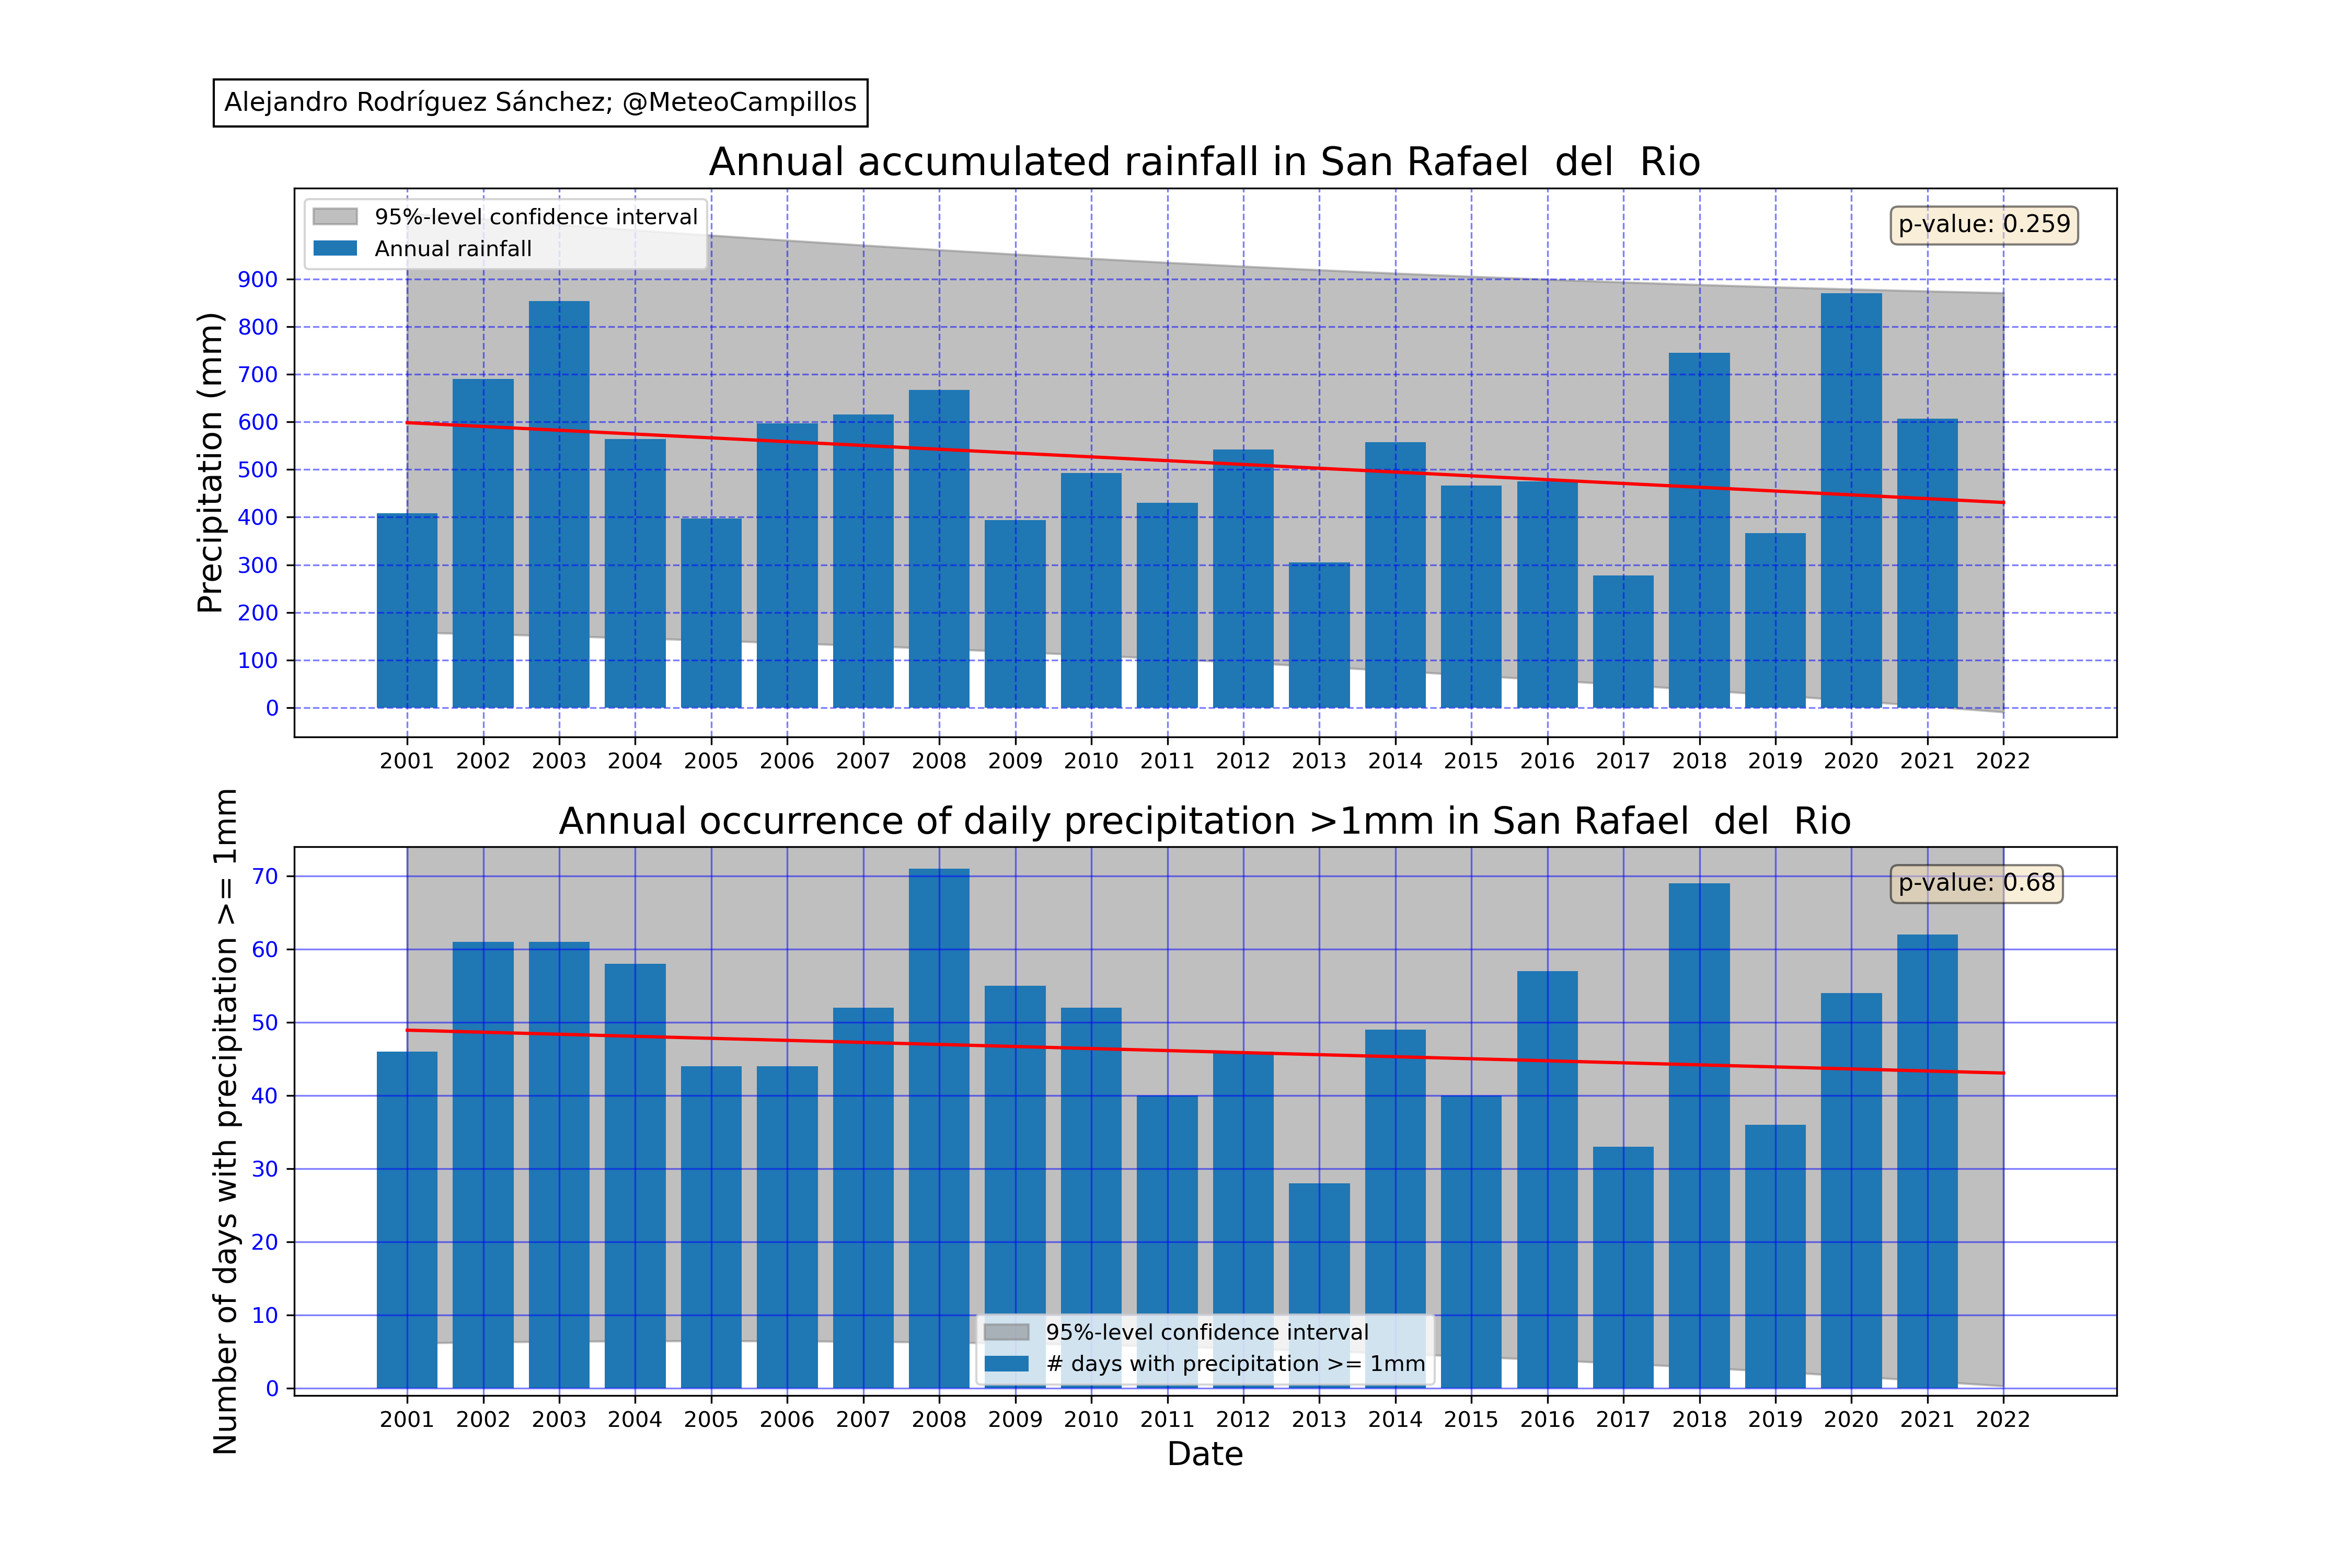 Alejandro Rodríguez Sánchez; @MeteoCampillos
Annual accumulated rainfall in San Rafael  del  Rio
95%-level confidence interval
Annual rainfall
p-value: 0.259
Precipitation (mm)
900
800
700
600
500
400
300
200
100
0
2001 2002 2003 2004 2005 2006 2007 2008 2009 2010 2011 2012 2013 2014 2015 2016 2017 2018 2019 2020 2021 2022
Annual occurrence of daily precipitation >1mm in San Rafael  del  Rio
p-value: 0.68
Number of days with precipitation >= 1mm
70
60
50
40
30
20
10
0
95%-level confidence interval
# days with precipitation >= 1mm
2001 2002 2003 2004 2005 2006 2007 2008 2009 2010 2011 2012 2013 2014 2015 2016 2017 2018 2019 2020 2021 2022
Date